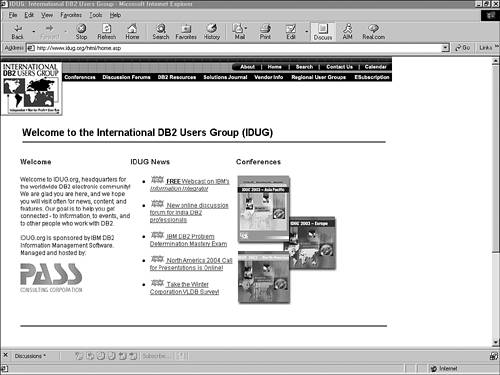 IDUG: International DB2 Users Group - Microsoft Internet Explorer
File Edit View Favorites Tools Help
Back Forward Stop Refresh Home Search Favorites History Mail Print Edit Discuss AIM Real.com
Address http://www.idug.org/html/home.asp Go Links
INTERNATIONAL
DB2 USERS GROUP
Independent • Not-for-Profit • User Run
About | Home | Search | Contact Us | Calendar
Conferences Discussion Forums DB2 Resources Solutions Journal Vendor Info Regional User Groups ESubscription
Welcome to the International DB2 Users Group (IDUG)
Welcome
Welcome to IDUG.org, headquarters for
the worldwide DB2 electronic community!
We are glad you are here, and we hope
you will visit often for news, content, and
features. Our goal is to help you get
connected - to information, to events, and
to other people who work with DB2.
IDUG.org is sponsored by IBM DB2
Information Management Software.
Managed and hosted by:
PASS
CONSULTING CORPORATION
IDUG News
FREE Webcast on IBM's
Information Integrator
New online discussion
forum for India DB2
professionals
IBM DB2 Problem
Determination Mastery Exam
North America 2004 Call
for Presentations is Online!
Take the Winter
Corporation VLDB Survey!
Conferences
IDUG 2003 - Asia Pacific
IDUG 2003 - Europe
Discussions Subscribe...
Internet